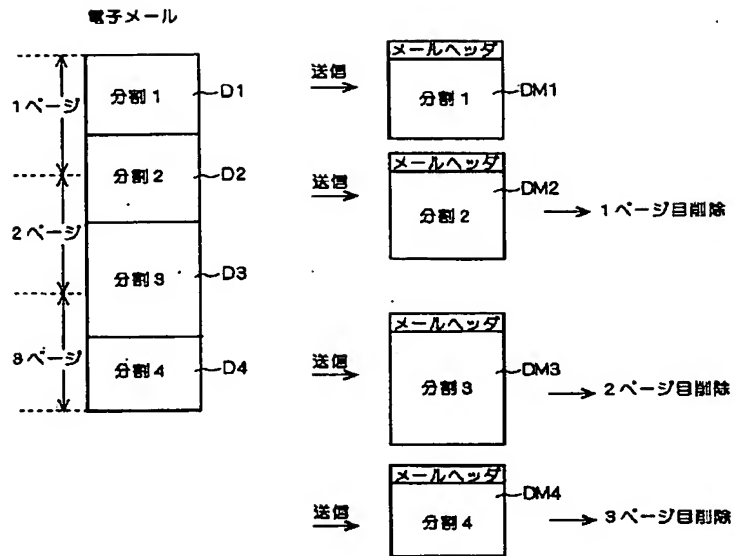 電子メール
1ページ
2ページ
3ページ
分割1
D1
分割2
D2
分割3
D3
分割4
D4
送信
メールヘッダ
分割1
DM1
送信
メールヘッダ
分割2
DM2
1ページ目削除
送信
メールヘッダ
分割3
DM3
2ページ目削除
送信
メールヘッダ
分割4
DM4
3ページ目削除